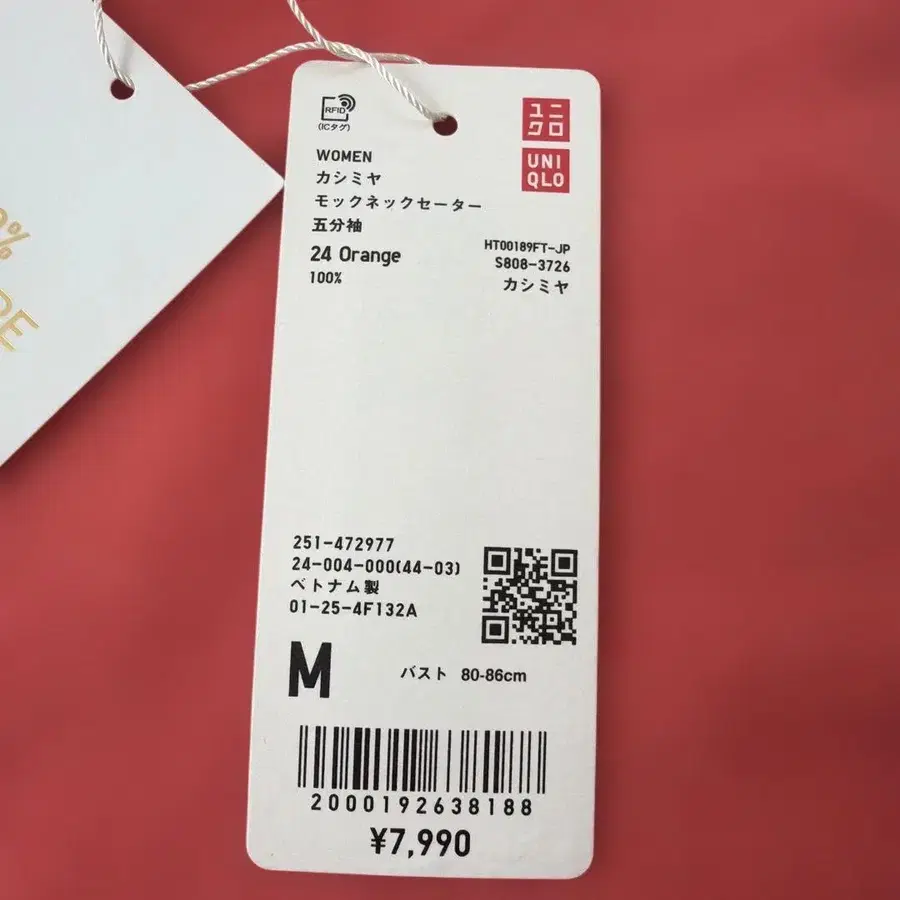 %
RFID
(ICタグ)
ユニ
クロ
UNI
QLO
WOMEN
カシミヤ
モックネックセーター
五分袖
24 Orange
100%
HT00189FT-JP
S808-3726
カシミヤ
251-472977
24-004-000(44-03)
ベトナム製
01-25-4F132A
M
バスト 80-86cm
2000192638188
¥7,990